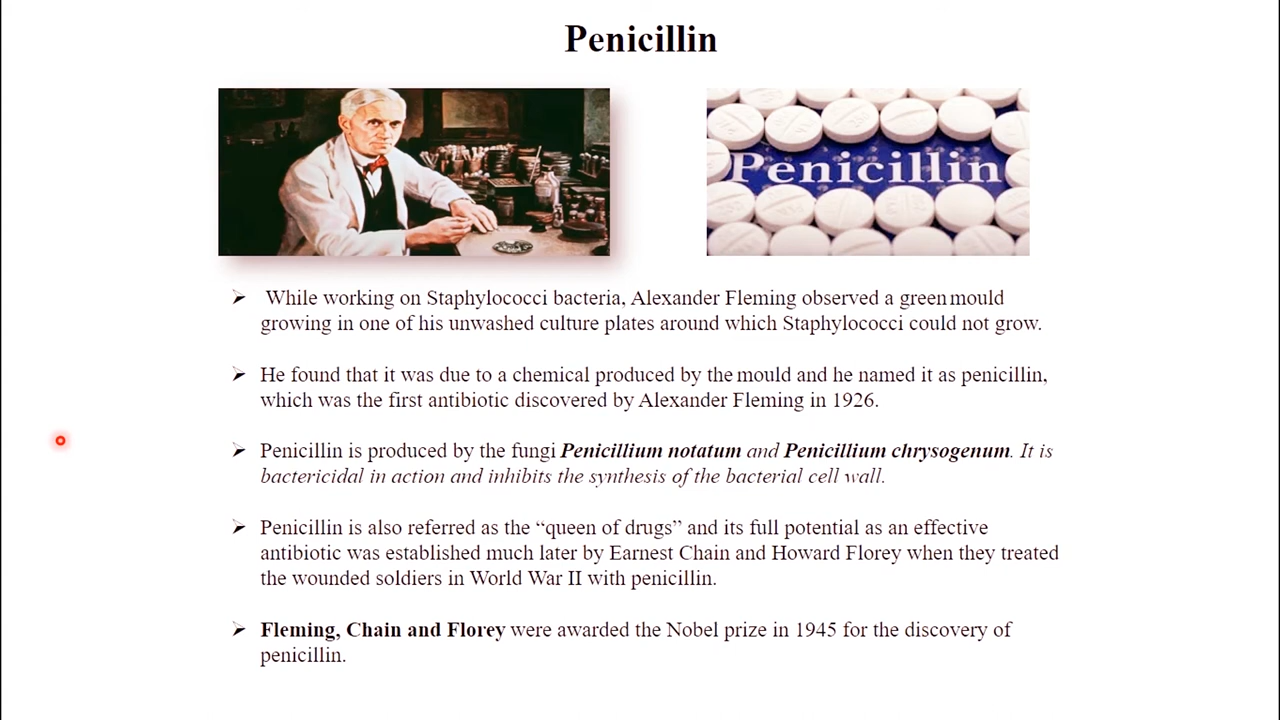 Penicillin
Penicillin
➢ While working on Staphylococci bacteria, Alexander Fleming observed a green mould
growing in one of his unwashed culture plates around which Staphylococci could not grow.
➢ He found that it was due to a chemical produced by the mould and he named it as penicillin,
which was the first antibiotic discovered by Alexander Fleming in 1926.
➢ Penicillin is produced by the fungi Penicillium notatum and Penicillium chrysogenum. It is
bactericidal in action and inhibits the synthesis of the bacterial cell wall.
➢ Penicillin is also referred as the “queen of drugs” and its full potential as an effective
antibiotic was established much later by Earnest Chain and Howard Florey when they treated
the wounded soldiers in World War II with penicillin.
➢ Fleming, Chain and Florey were awarded the Nobel prize in 1945 for the discovery of
penicillin.